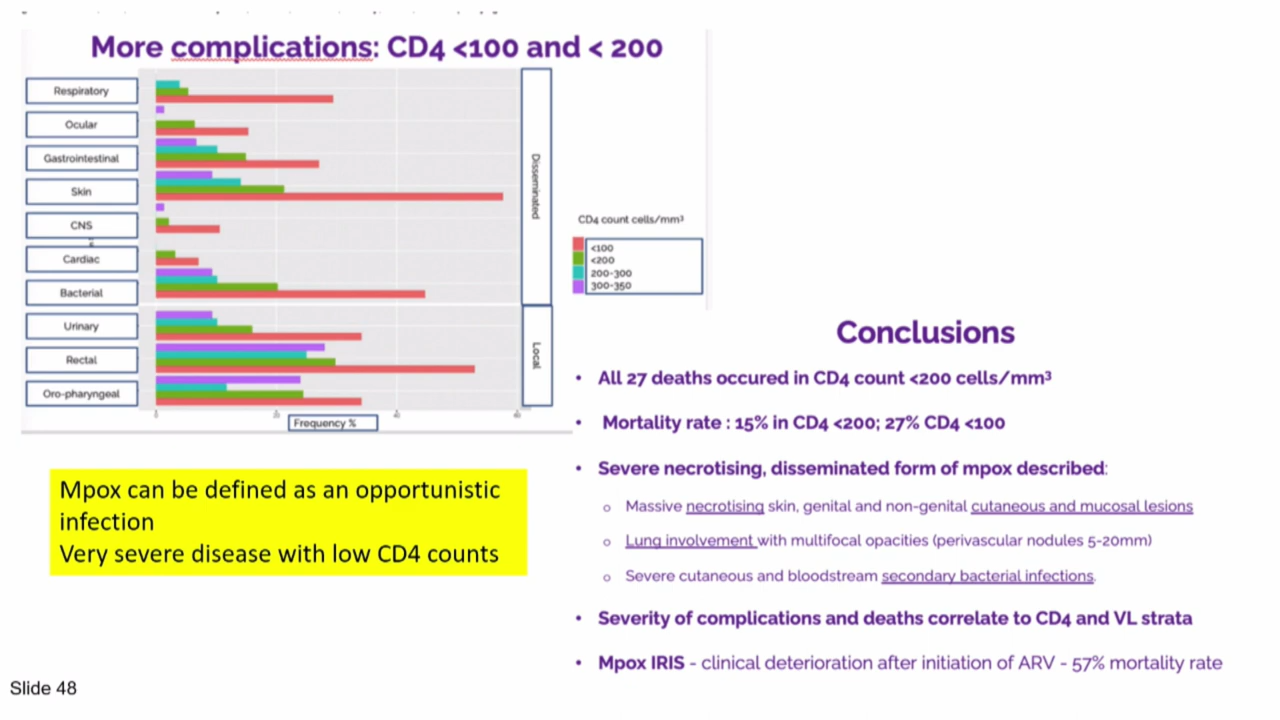 More complications: CD4 <100 and < 200
Respiratory
Ocular
Gastrointestinal
Skin
CNS
Cardiac
Bacterial
Urinary
Rectal
Oro-pharyngeal
Disseminated
Local
0 20 40 60
Frequency %
CD4 count cells/mm³
<100
<200
200-300
300-350
Mpox can be defined as an opportunistic
infection
Very severe disease with low CD4 counts
Conclusions
• All 27 deaths occured in CD4 count <200 cells/mm³
• Mortality rate : 15% in CD4 <200; 27% CD4 <100
• Severe necrotising, disseminated form of mpox described:
o Massive necrotising skin, genital and non-genital cutaneous and mucosal lesions
o Lung involvement with multifocal opacities (perivascular nodules 5-20mm)
o Severe cutaneous and bloodstream secondary bacterial infections.
• Severity of complications and deaths correlate to CD4 and VL strata
• Mpox IRIS - clinical deterioration after initiation of ARV - 57% mortality rate
Slide 48